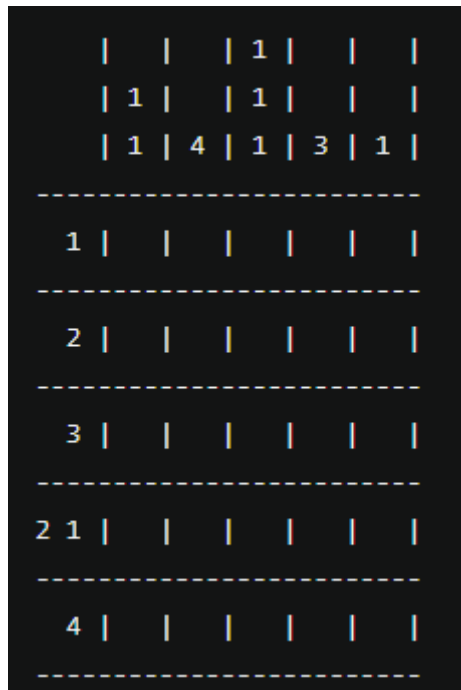 |   |   | 1 |   |   |
| 1 |   | 1 |   |   |
| 1 | 4 | 1 | 3 | 1 |
-------------------------
1 |   |   |   |   |   |
-------------------------
2 |   |   |   |   |   |
-------------------------
3 |   |   |   |   |   |
-------------------------
2 1 |   |   |   |   |   |
-------------------------
4 |   |   |   |   |   |
-------------------------